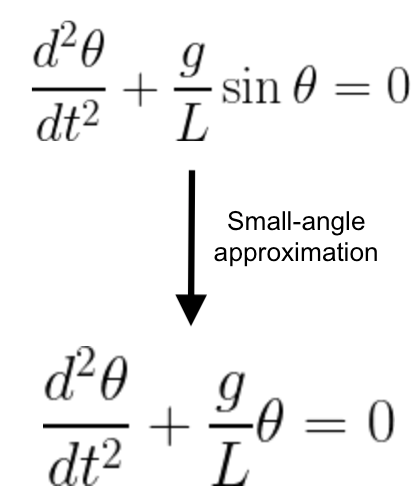 d²θ/dt² + g/L sin θ = 0
Small-angle
approximation
d²θ/dt² + g/L θ = 0